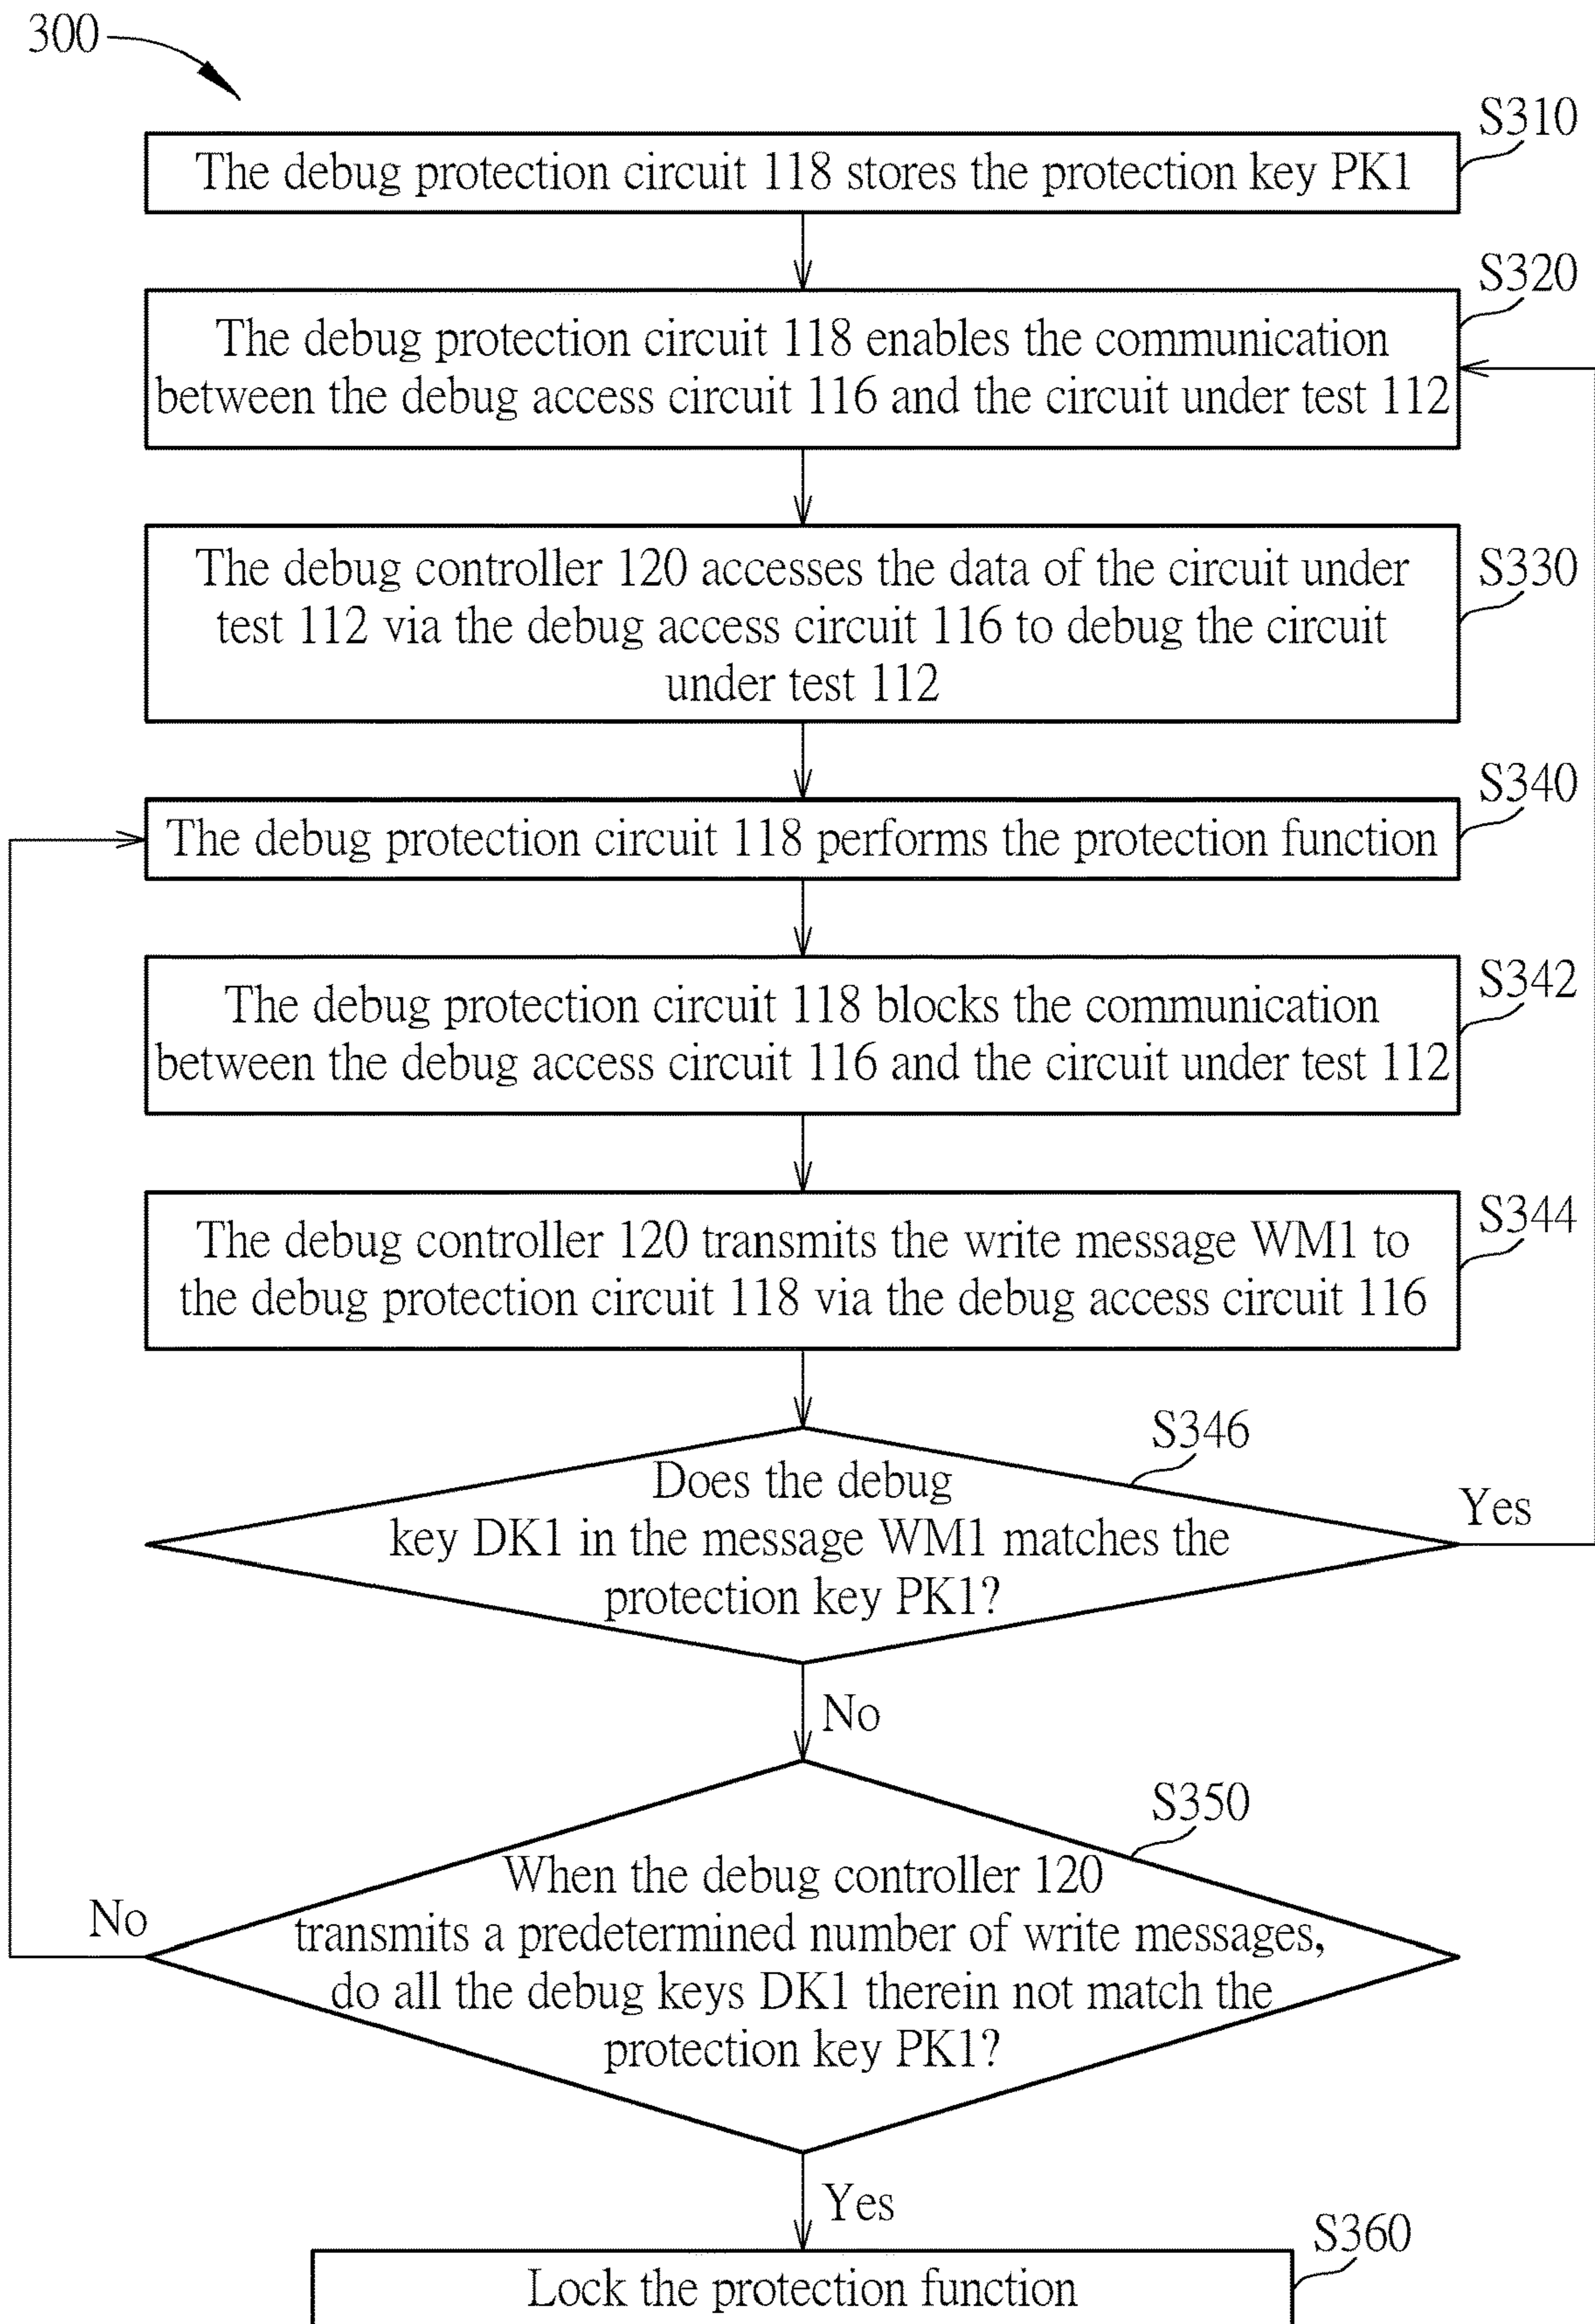 300
S310
The debug protection circuit 118 stores the protection key PK1
S320
The debug protection circuit 118 enables the communication
between the debug access circuit 116 and the circuit under test 112
The debug controller 120 accesses the data of the circuit under
S330
test 112 via the debug access circuit 116 to debug the circuit
under test 112
S340
The debug protection circuit 118 performs the protection function
S342
The debug protection circuit 118 blocks the communication
between the debug access circuit 116 and the circuit under test 112
S344
The debug controller 120 transmits the write message WM1 to
the debug protection circuit 118 via the debug access circuit 116
S346
Does the debug
Yes
key DK1 in the message WM1 matches the
protection key PK1?
No
S350
When the debug controller 120
No
transmits a predetermined number of write messages,
do all the debug keys DK1 therein not match the
protection key PK1?
Yes
S360
Lock the protection function